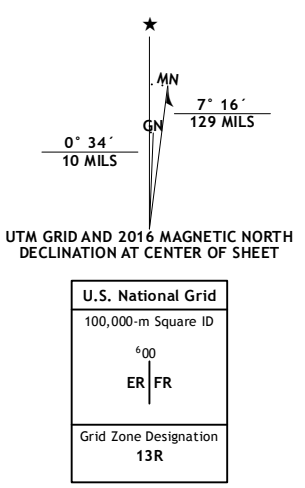 ★
MN
7° 16´
129 MILS
GN
0° 34´
10 MILS
UTM GRID AND 2016 MAGNETIC NORTH
DECLINATION AT CENTER OF SHEET
U.S. National Grid
100,000-m Square ID
⁶00
ER FR
Grid Zone Designation
13R